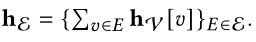 𝐡_ℰ = {∑_{v∈E} 𝐡_𝒱[v]}_{E∈ℰ}.